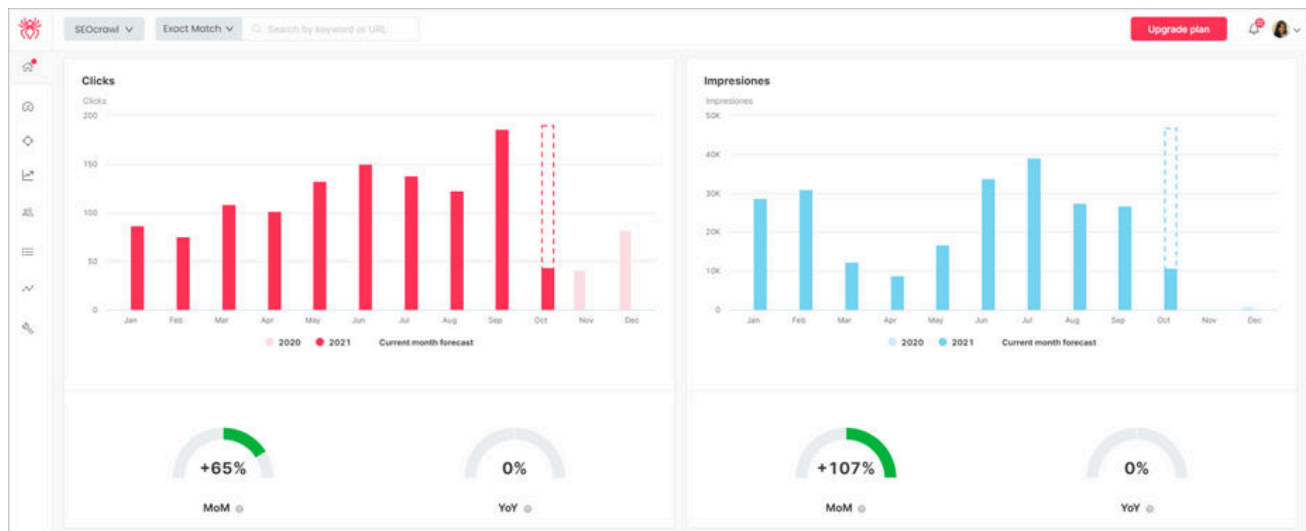 SEOcrawl Exact Match Search by keyword or URL Upgrade plan
Clicks
Clicks
200
150
100
50
0
Jan Feb Mar Apr May Jun Jul Aug Sep Oct Nov Dec
2020 2021 Current month forecast
+65%
MoM
0%
YoY
Impresiones
Impresiones
50K
40K
30K
20K
10K
0
Jan Feb Mar Apr May Jun Jul Aug Sep Oct Nov Dec
2020 2021 Current month forecast
+107%
MoM
0%
YoY